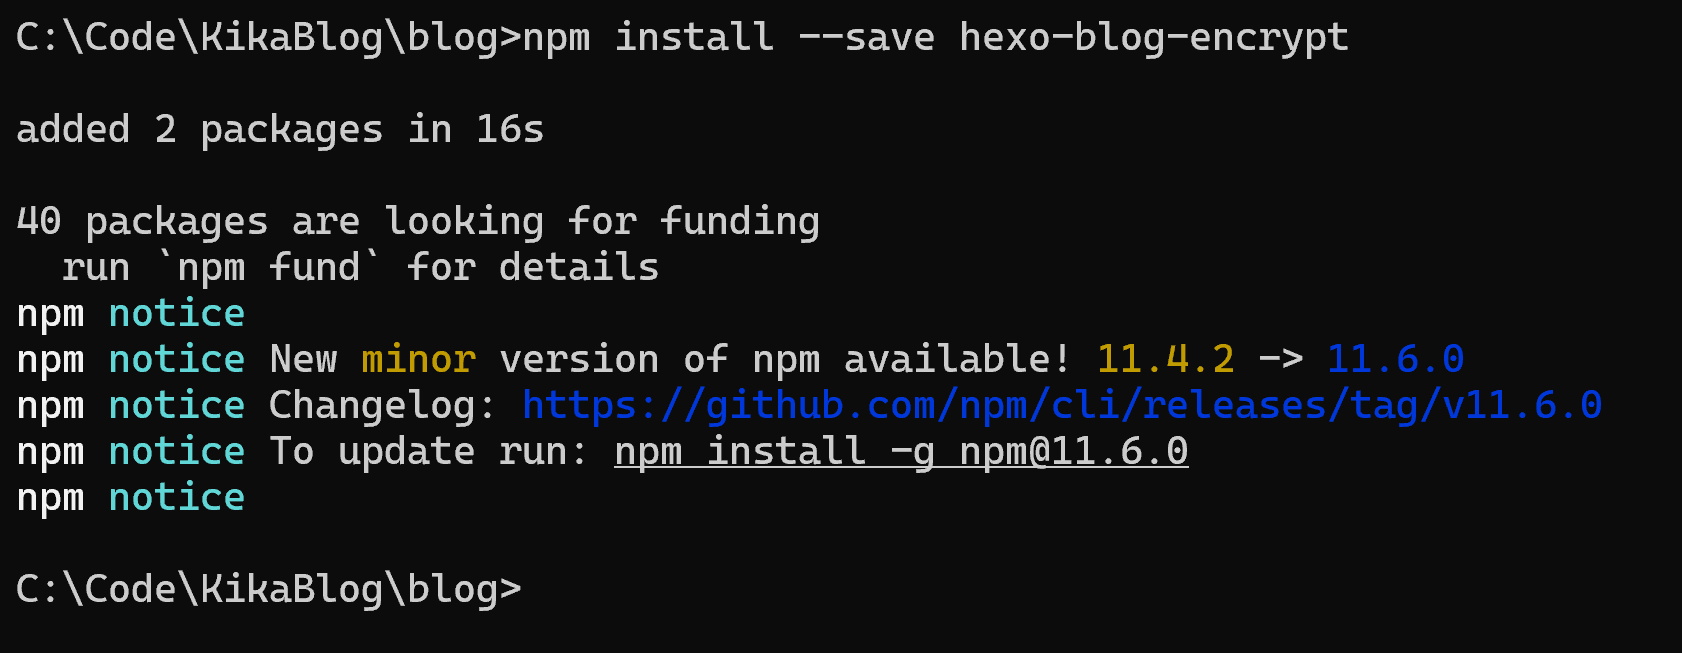 C:\Code\KikaBlog\blog>npm install --save hexo-blog-encrypt
added 2 packages in 16s
40 packages are looking for funding
  run `npm fund` for details
npm notice
npm notice New minor version of npm available! 11.4.2 -> 11.6.0
npm notice Changelog: https://github.com/npm/cli/releases/tag/v11.6.0
npm notice To update run: npm install -g npm@11.6.0
npm notice
C:\Code\KikaBlog\blog>